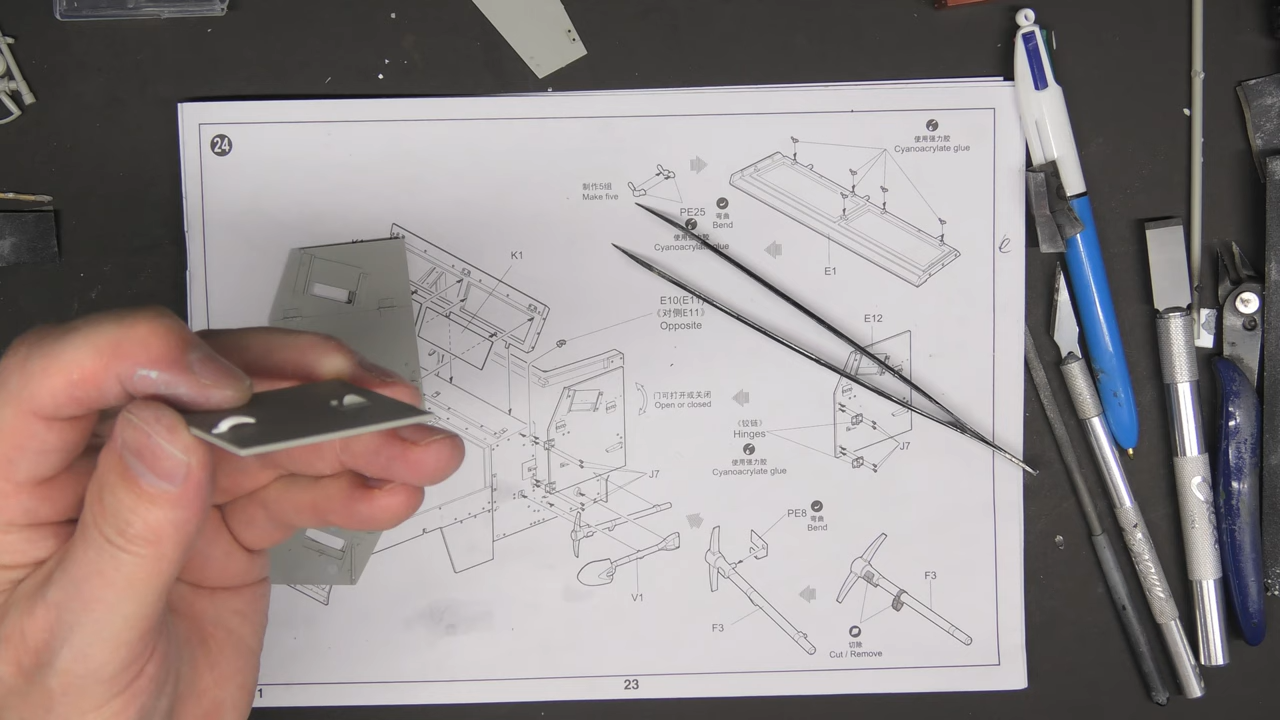 24
使用强力胶
Cyanoacrylate glue
制作5组
Make five
PE25
弯曲
Bend
Cyanoacrylate glue
K1
E1
E10(E11)
《对侧E11》
Opposite
E12
门可打开或关闭
Open or closed
《铰链》
Hinges
使用强力胶
Cyanoacrylate glue
J7
J7
PE8
弯曲
Bend
V1
F3
F3
切除
Cut / Remove
23
1